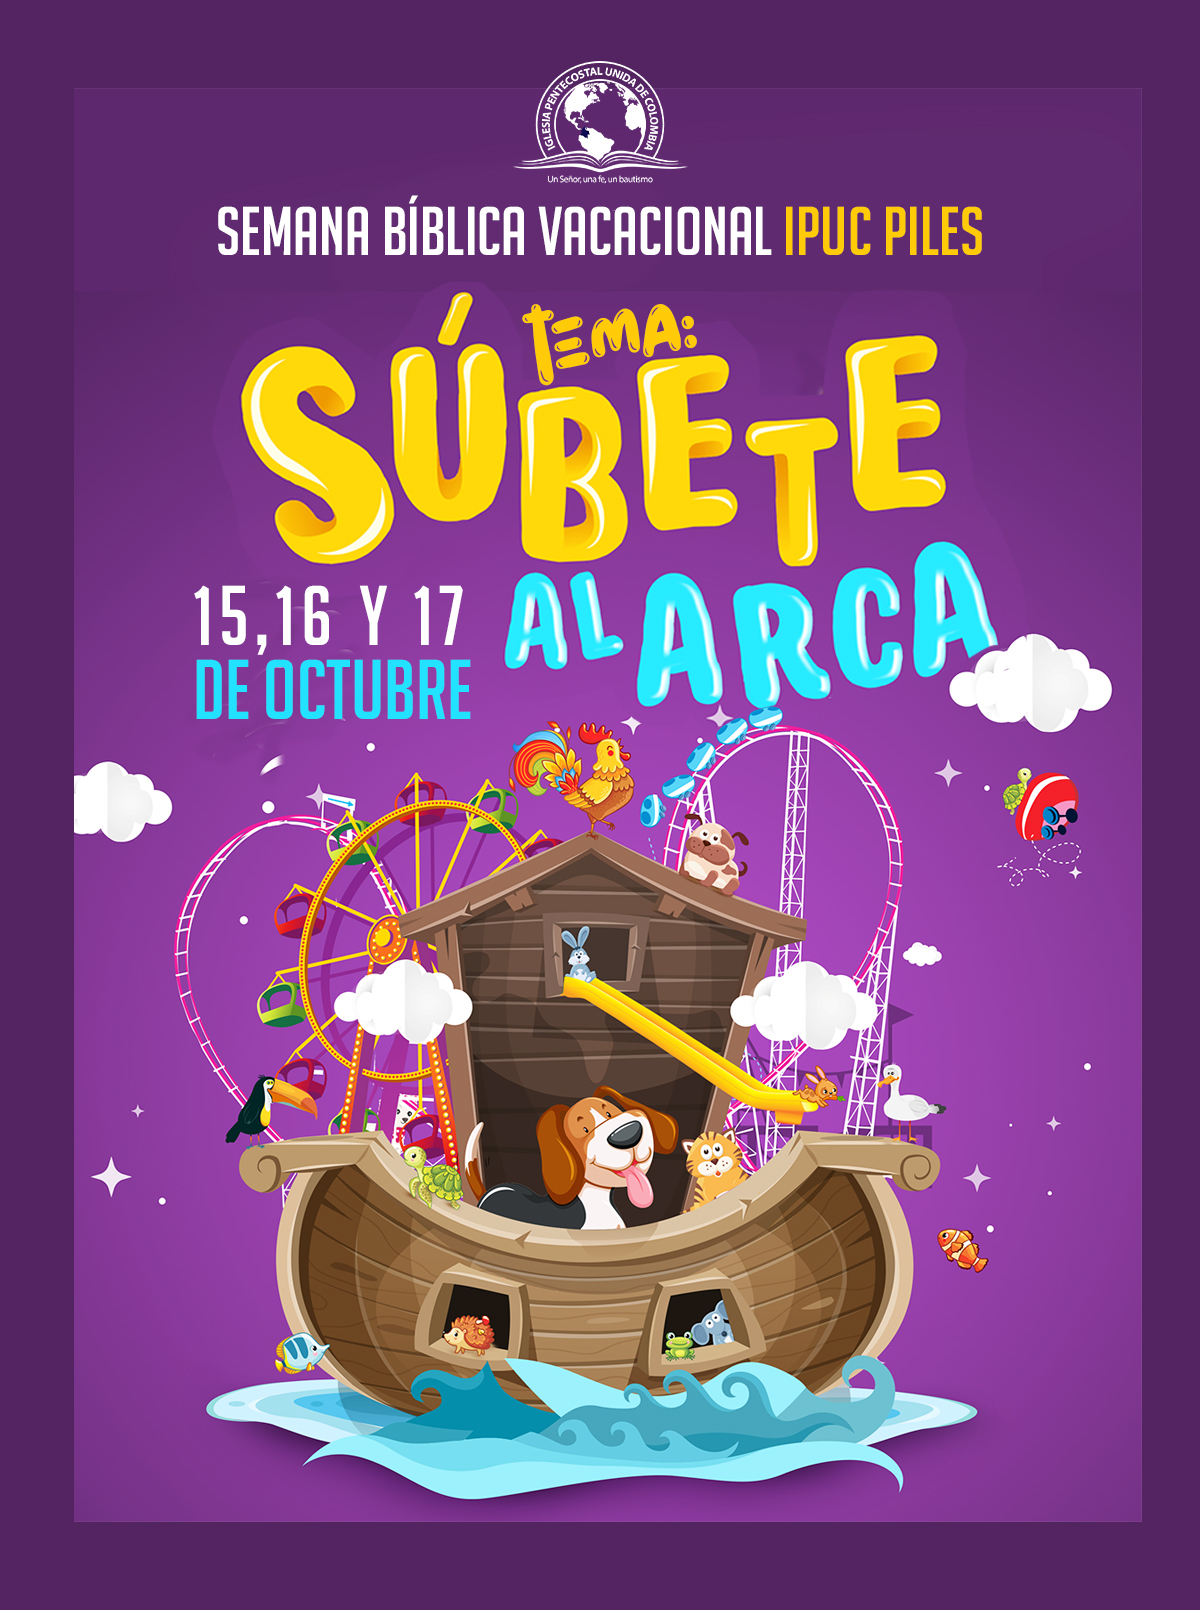 IGLESIA PENTECOSTAL UNIDA DE COLOMBIA
Un Señor, una fe, un bautismo
SEMANA BÍBLICA VACACIONAL IPUC PILES
TEMA:
SÚBETE
AL ARCA
15,16 Y 17
DE OCTUBRE